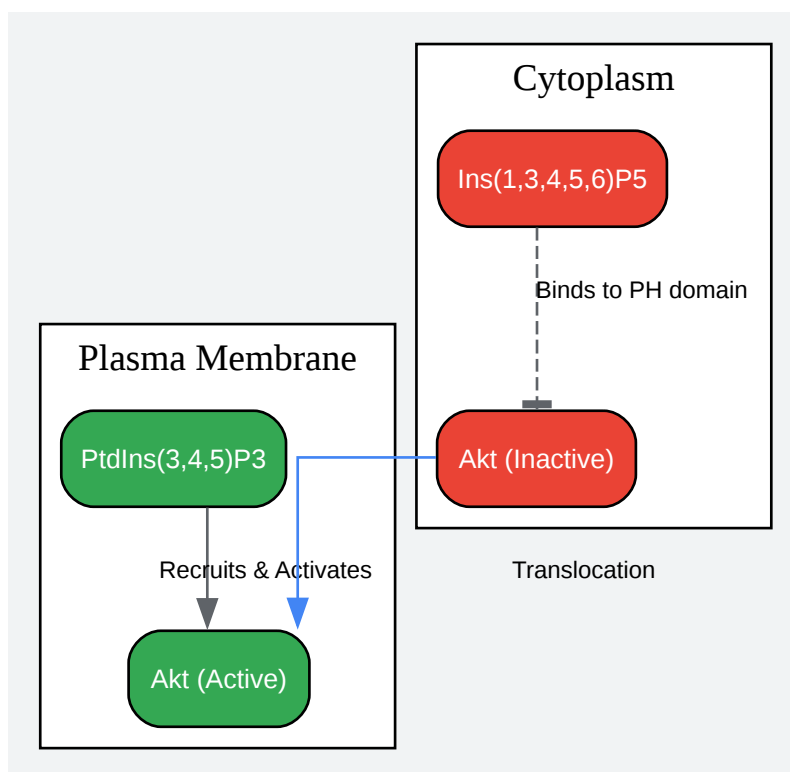 Cytoplasm
Ins(1,3,4,5,6)P5
Binds to PH domain
Plasma Membrane
PtdIns(3,4,5)P3
Akt (Inactive)
Recruits & Activates
Translocation
Akt (Active)